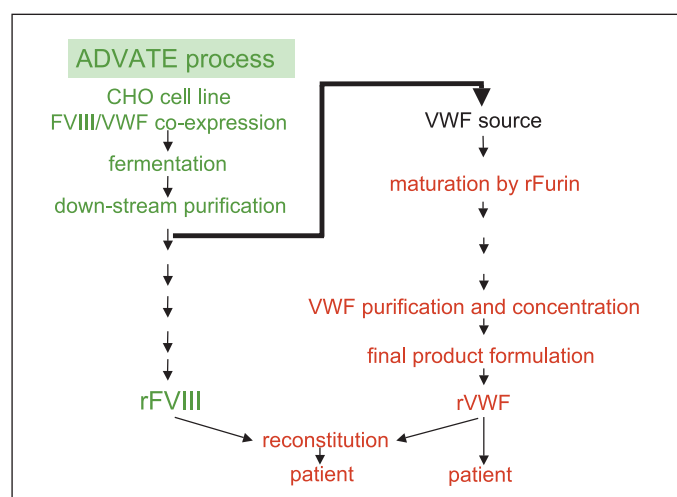 ADVATE process
CHO cell line
FVIII/VWF co-expression
fermentation
down-stream purification
rFVIII
VWF source
maturation by rFurin
VWF purification and concentration
final product formulation
rVWF
reconstitution
patient
patient